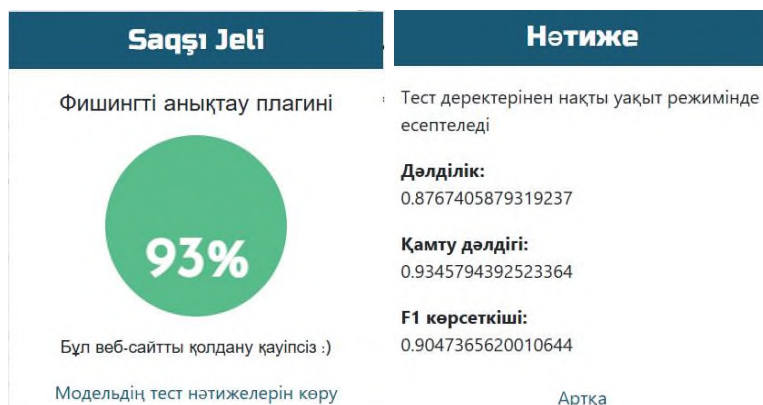 Saqşı Jeli
Фишингті анықтау плагині
93%
Бұл веб-сайтты қолдану қауіпсіз :)
Модельдің тест нәтижелерін көру
Нәтиже
Тест деректерінен нақты уақыт режимінде
есептеледі
Дәлділік:
0.8767405879319237
Қамту дәлдігі:
0.9345794392523364
F1 көрсеткіші:
0.9047365620010644
Артқа